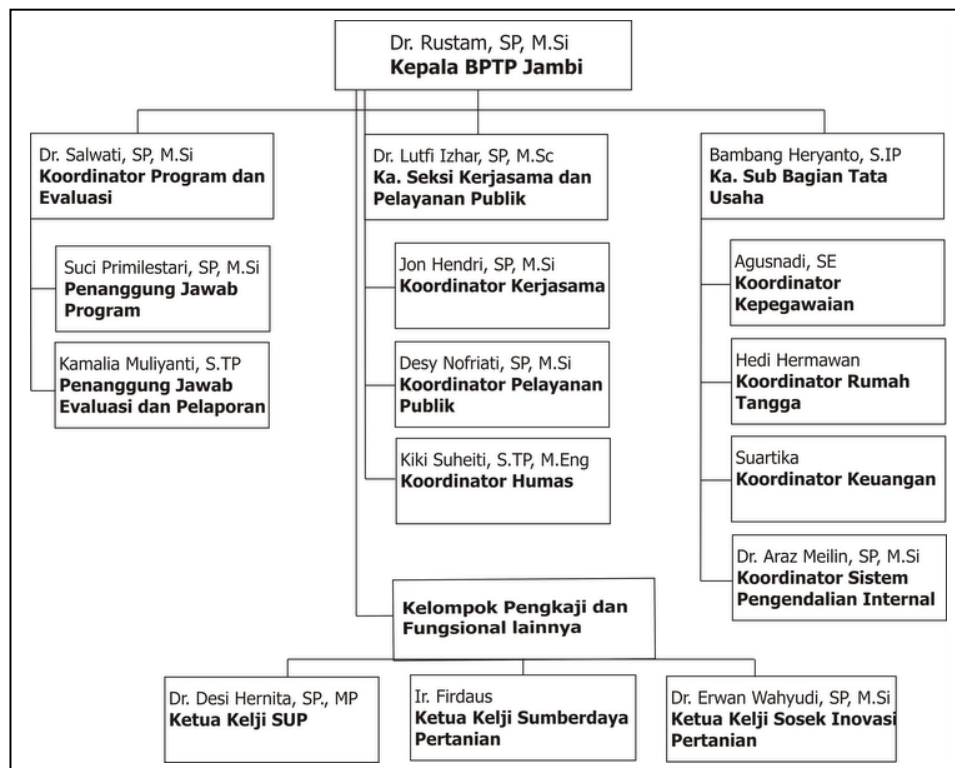 Dr. Rustam, SP, M.Si
Kepala BPTP Jambi
Dr. Salwati, SP, M.Si
Koordinator Program dan
Evaluasi
Suci Primilestari, SP, M.Si
Penanggung Jawab
Program
Kamalia Muliyanti, S.TP
Penanggung Jawab
Evaluasi dan Pelaporan
Dr. Lutfi Izhar, SP, M.Sc
Ka. Seksi Kerjasama dan
Pelayanan Publik
Jon Hendri, SP, M.Si
Koordinator Kerjasama
Desy Nofriati, SP, M.Si
Koordinator Pelayanan
Publik
Kiki Suheiti, S.TP, M.Eng
Koordinator Humas
Bambang Heryanto, S.IP
Ka. Sub Bagian Tata
Usaha
Agusnadi, SE
Koordinator
Kepegawaian
Hedi Hermawan
Koordinator Rumah
Tangga
Suartika
Koordinator Keuangan
Dr. Araz Meilin, SP, M.Si
Koordinator Sistem
Pengendalian Internal
Kelompok Pengkaji dan
Fungsional lainnya
Dr. Desi Hernita, SP., MP
Ketua Kelji SUP
Ir. Firdaus
Ketua Kelji Sumberdaya
Pertanian
Dr. Erwan Wahyudi, SP, M.Si
Ketua Kelji Sosek Inovasi
Pertanian